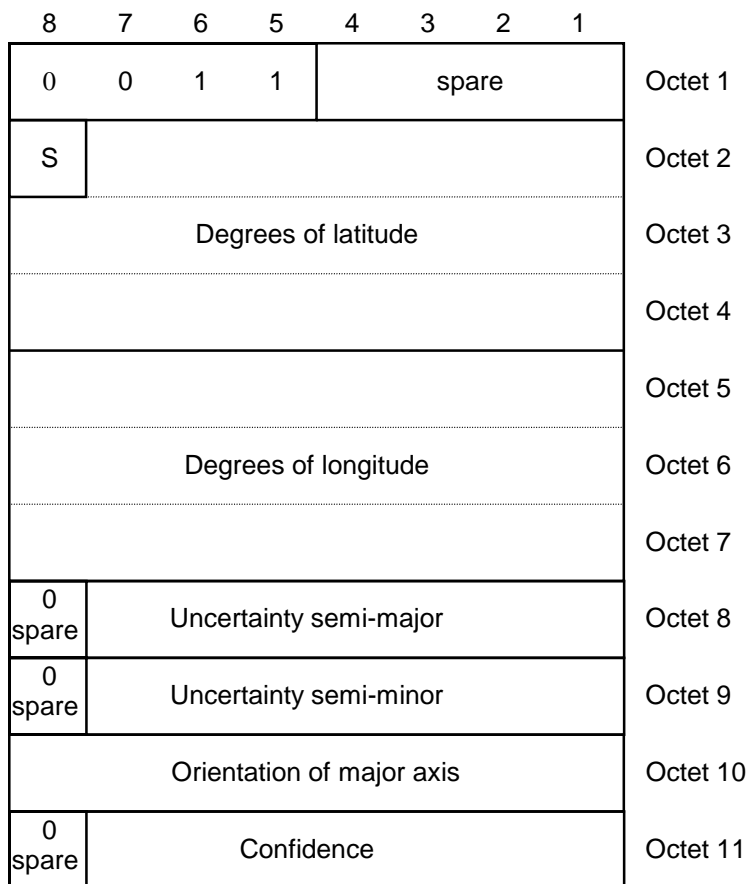 8 7 6 5 4 3 2 1
0 0 1 1 spare Octet 1
S Octet 2
Degrees of latitude Octet 3
Octet 4
Octet 5
Degrees of longitude Octet 6
Octet 7
0
spare Uncertainty semi-major Octet 8
0
spare Uncertainty semi-minor Octet 9
Orientation of major axis Octet 10
0
spare Confidence Octet 11